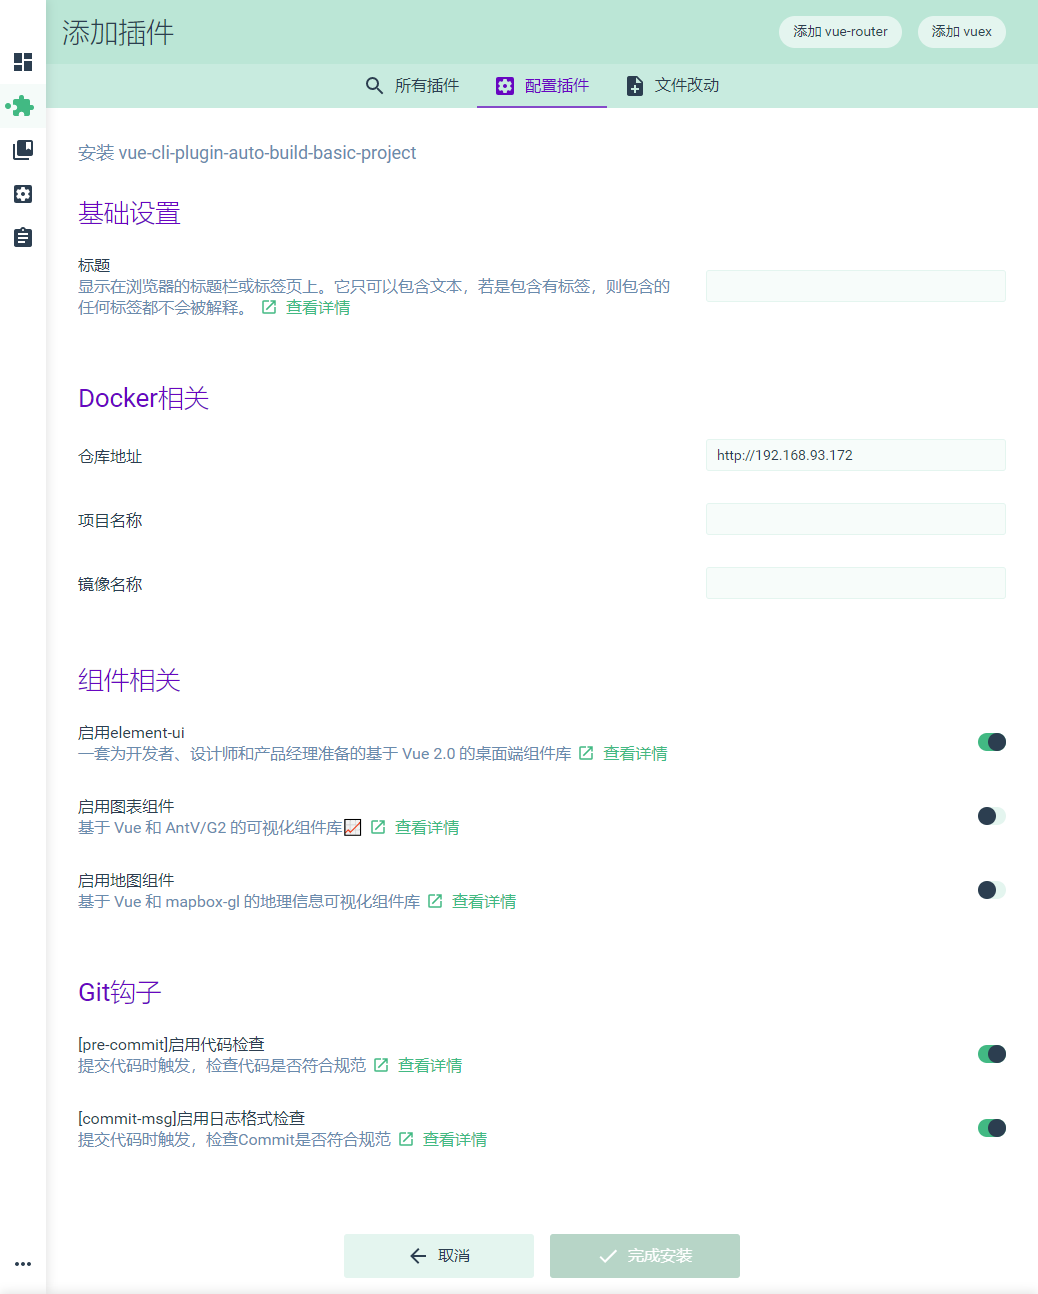 添加插件
添加 vue-router
添加 vuex
所有插件
配置插件
文件改动
安装 vue-cli-plugin-auto-build-basic-project
基础设置
标题
显示在浏览器的标题栏或标签页上。它只可以包含文本，若是包含有标签，则包含的
任何标签都不会被解释。 查看详情
Docker相关
仓库地址
http://192.168.93.172
项目名称
镜像名称
组件相关
启用element-ui
一套为开发者、设计师和产品经理准备的基于 Vue 2.0 的桌面端组件库 查看详情
启用图表组件
基于 Vue 和 AntV/G2 的可视化组件库📈 查看详情
启用地图组件
基于 Vue 和 mapbox-gl 的地理信息可视化组件库 查看详情
Git钩子
[pre-commit]启用代码检查
提交代码时触发，检查代码是否符合规范 查看详情
[commit-msg]启用日志格式检查
提交代码时触发，检查Commit是否符合规范 查看详情
取消
完成安装